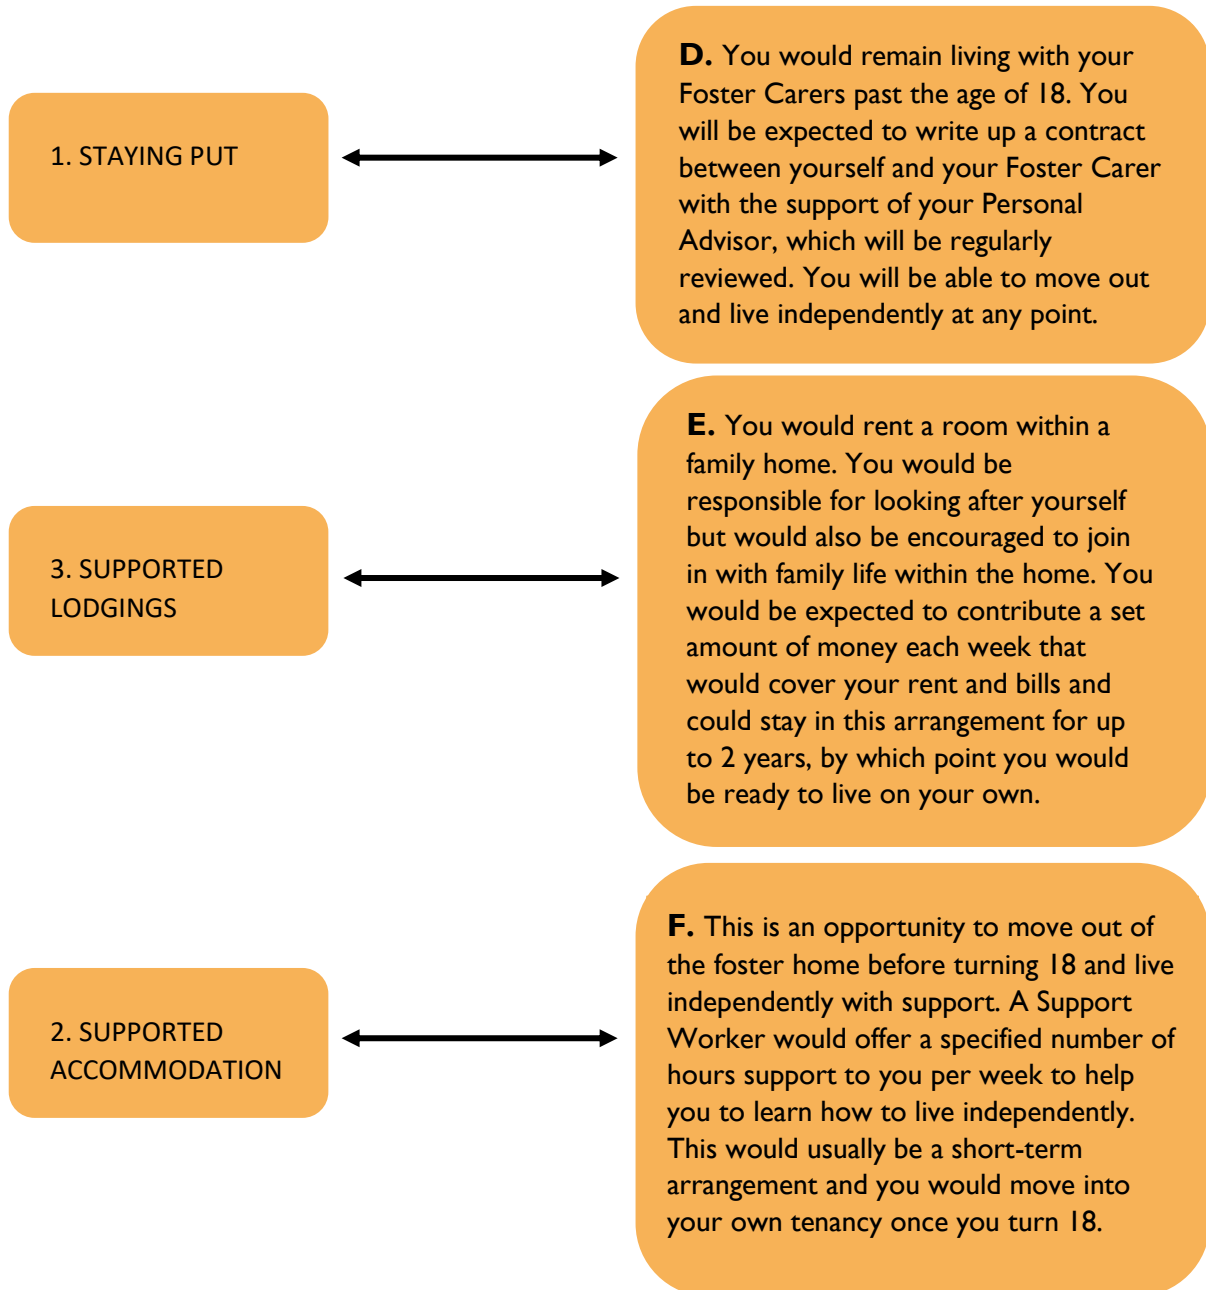 1. STAYING PUT
D. You would remain living with your
Foster Carers past the age of 18. You
will be expected to write up a contract
between yourself and your Foster Carer
with the support of your Personal
Advisor, which will be regularly
reviewed. You will be able to move out
and live independently at any point.
3. SUPPORTED
LODGINGS
E. You would rent a room within a
family home. You would be
responsible for looking after yourself
but would also be encouraged to join
in with family life within the home. You
would be expected to contribute a set
amount of money each week that
would cover your rent and bills and
could stay in this arrangement for up
to 2 years, by which point you would
be ready to live on your own.
2. SUPPORTED
ACCOMMODATION
F. This is an opportunity to move out of
the foster home before turning 18 and live
independently with support. A Support
Worker would offer a specified number of
hours support to you per week to help
you to learn how to live independently.
This would usually be a short-term
arrangement and you would move into
your own tenancy once you turn 18.